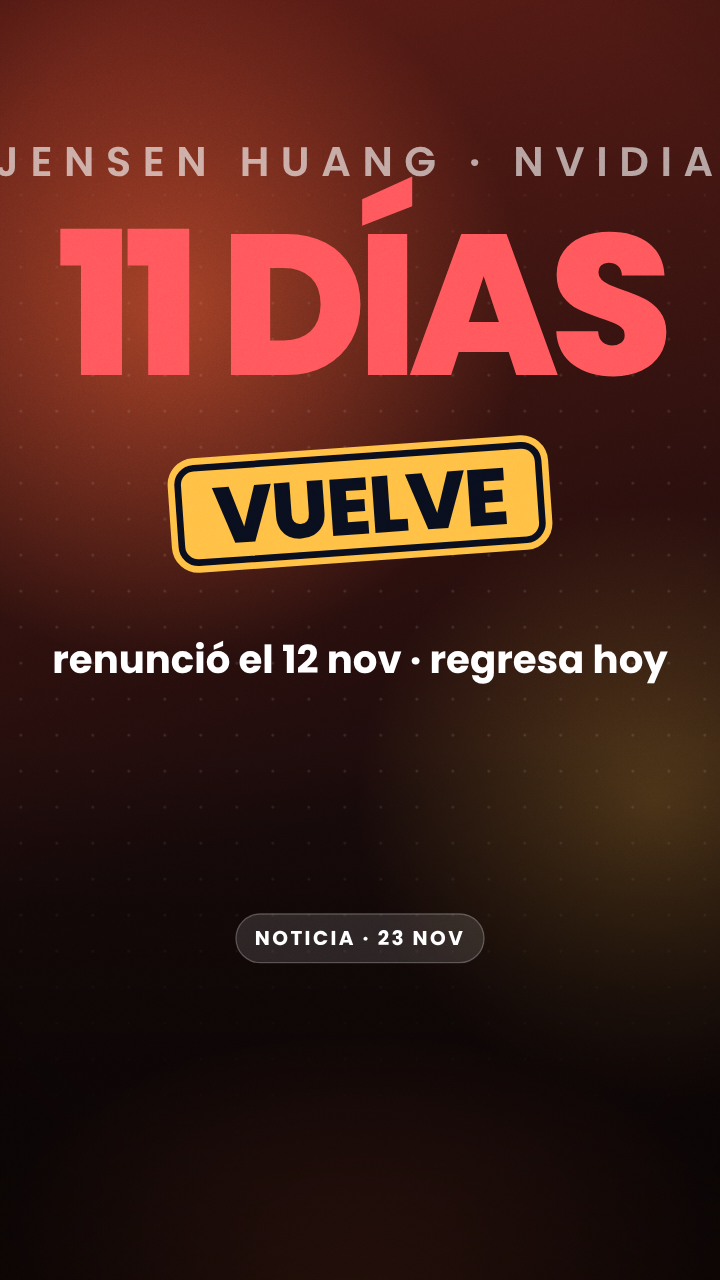 JENSEN HUANG · NVIDIA
11 DÍAS
VUELVE
renunció el 12 nov · regresa hoy
NOTICIA · 23 NOV